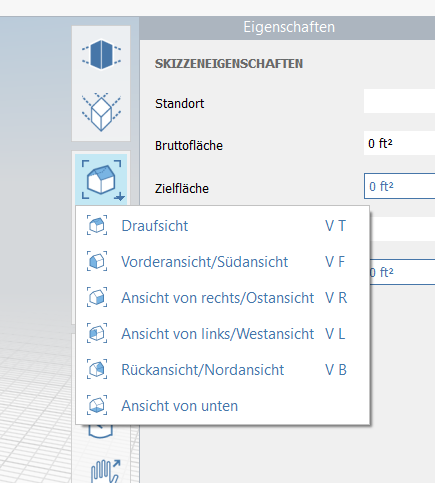 Eigenschaften
SKIZZENEIGENSCHAFTEN
Standort
Bruttofläche 0 ft²
Zielfläche 0 ft²
0 ft²
Draufsicht V T
Vorderansicht/Südansicht V F
Ansicht von rechts/Ostansicht V R
Ansicht von links/Westansicht V L
Rückansicht/Nordansicht V B
Ansicht von unten